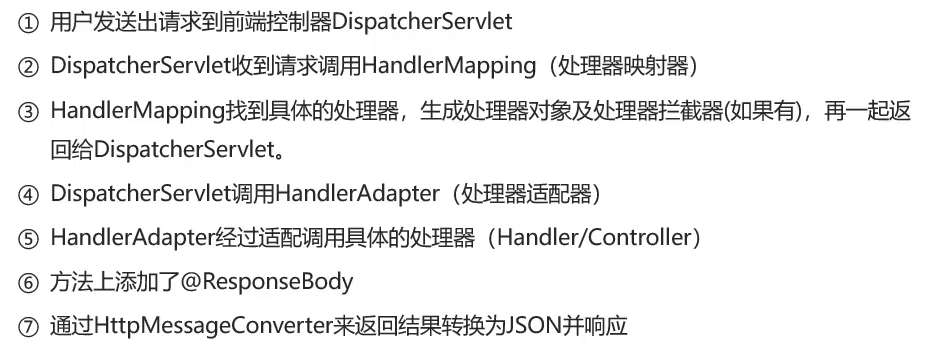 ① 用户发送出请求到前端控制器DispatcherServlet
② DispatcherServlet收到请求调用HandlerMapping（处理器映射器）
③ HandlerMapping找到具体的处理器，生成处理器对象及处理器拦截器(如果有)，再一起返
回给DispatcherServlet。
④ DispatcherServlet调用HandlerAdapter（处理器适配器）
⑤ HandlerAdapter经过适配调用具体的处理器（Handler/Controller）
⑥ 方法上添加了@ResponseBody
⑦ 通过HttpMessageConverter来返回结果转换为JSON并响应